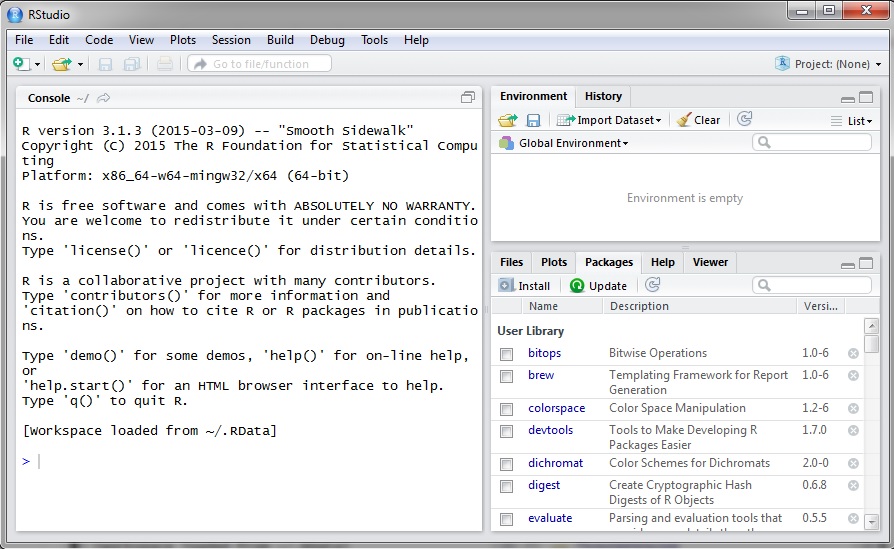 RStudio
File Edit Code View Plots Session Build Debug Tools Help
Go to file/function
Project: (None)
Console ~/
R version 3.1.3 (2015-03-09) -- "Smooth Sidewalk"
Copyright (C) 2015 The R Foundation for Statistical Compu
ting
Platform: x86_64-w64-mingw32/x64 (64-bit)
R is free software and comes with ABSOLUTELY NO WARRANTY.
You are welcome to redistribute it under certain conditio
ns.
Type 'license()' or 'licence()' for distribution details.
R is a collaborative project with many contributors.
Type 'contributors()' for more information and
'citation()' on how to cite R or R packages in publicatio
ns.
Type 'demo()' for some demos, 'help()' for on-line help,
or
'help.start()' for an HTML browser interface to help.
Type 'q()' to quit R.
[Workspace loaded from ~/.RData]
>
Environment History
Import Dataset Clear List
Global Environment
Environment is empty
Files Plots Packages Help Viewer
Install Update
Name Description Versi...
User Library
bitops Bitwise Operations 1.0-6
brew Templating Framework for Report 1.0-6
Generation
colorspace Color Space Manipulation 1.2-6
devtools Tools to Make Developing R 1.7.0
Packages Easier
dichromat Color Schemes for Dichromats 2.0-0
digest Create Cryptographic Hash 0.6.8
Digests of R Objects
evaluate Parsing and evaluation tools that 0.5.5